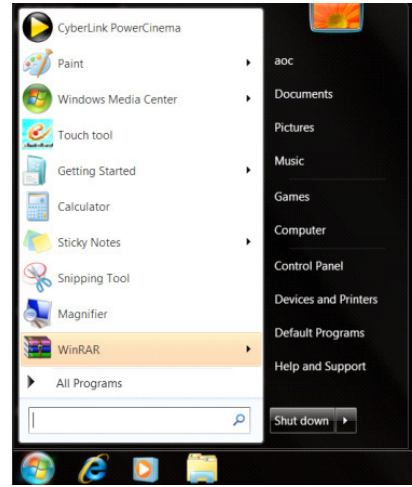 CyberLink PowerCinema
Paint
Windows Media Center
Touch tool
Getting Started
Calculator
Sticky Notes
Snipping Tool
Magnifier
WinRAR
All Programs
aoc
Documents
Pictures
Music
Games
Computer
Control Panel
Devices and Printers
Default Programs
Help and Support
Shut down